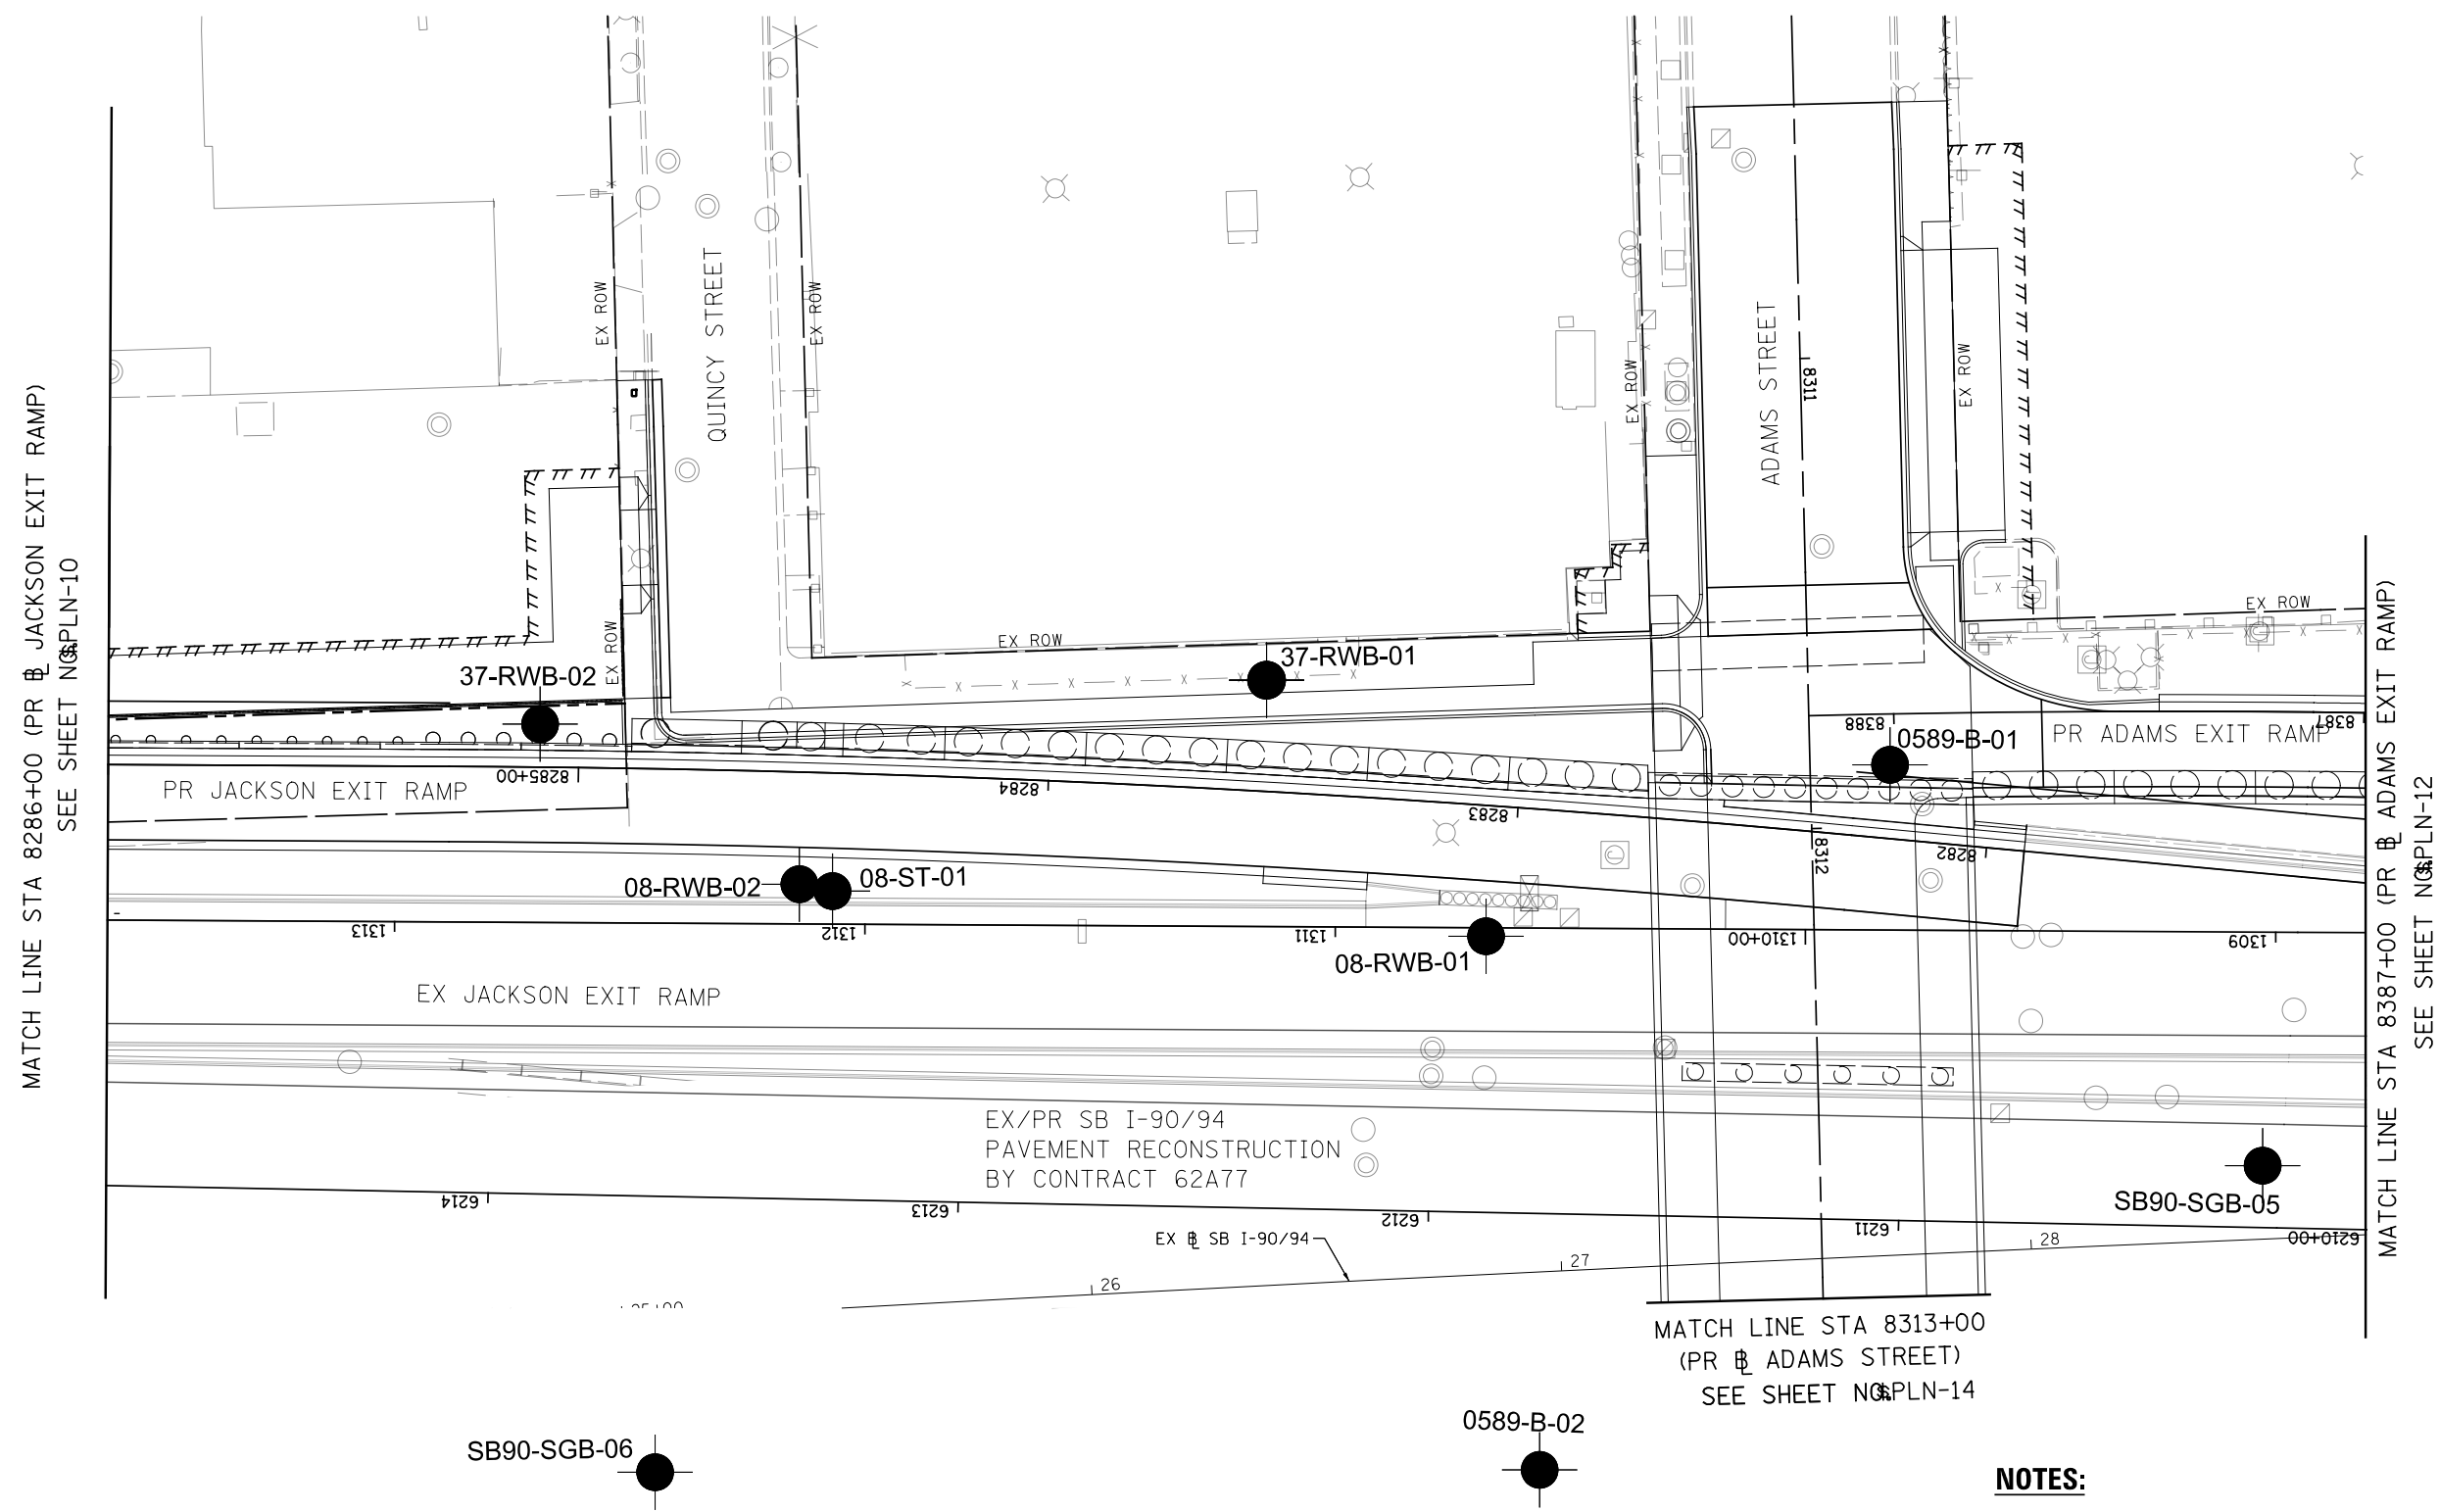 MATCH LINE STA 8286+00 (PR BL JACKSON EXIT RAMP)
SEE SHEET NO. PLN-10
QUINCY STREET
ADAMS STREET
EX ROW
EX ROW
EX ROW
EX ROW
EX ROW
EX ROW
EX ROW
8311
37-RWB-02
37-RWB-01
0589-B-01
8388
8387
PR ADAMS EXIT RAMP
PR JACKSON EXIT RAMP
8285+00
8284
8283
8282
8312
08-RWB-02
08-ST-01
08-RWB-01
1313
1312
1311
1310+00
1309
EX JACKSON EXIT RAMP
EX/PR SB I-90/94
PAVEMENT RECONSTRUCTION
BY CONTRACT 62A77
SB90-SGB-05
6214
6213
6212
6211
6210+00
EX BL SB I-90/94
26
27
28
MATCH LINE STA 8313+00
(PR BL ADAMS STREET)
SEE SHEET NO. PLN-14
MATCH LINE STA 8387+00 (PR BL ADAMS EXIT RAMP)
SEE SHEET NO. PLN-12
SB90-SGB-06
0589-B-02
NOTES: